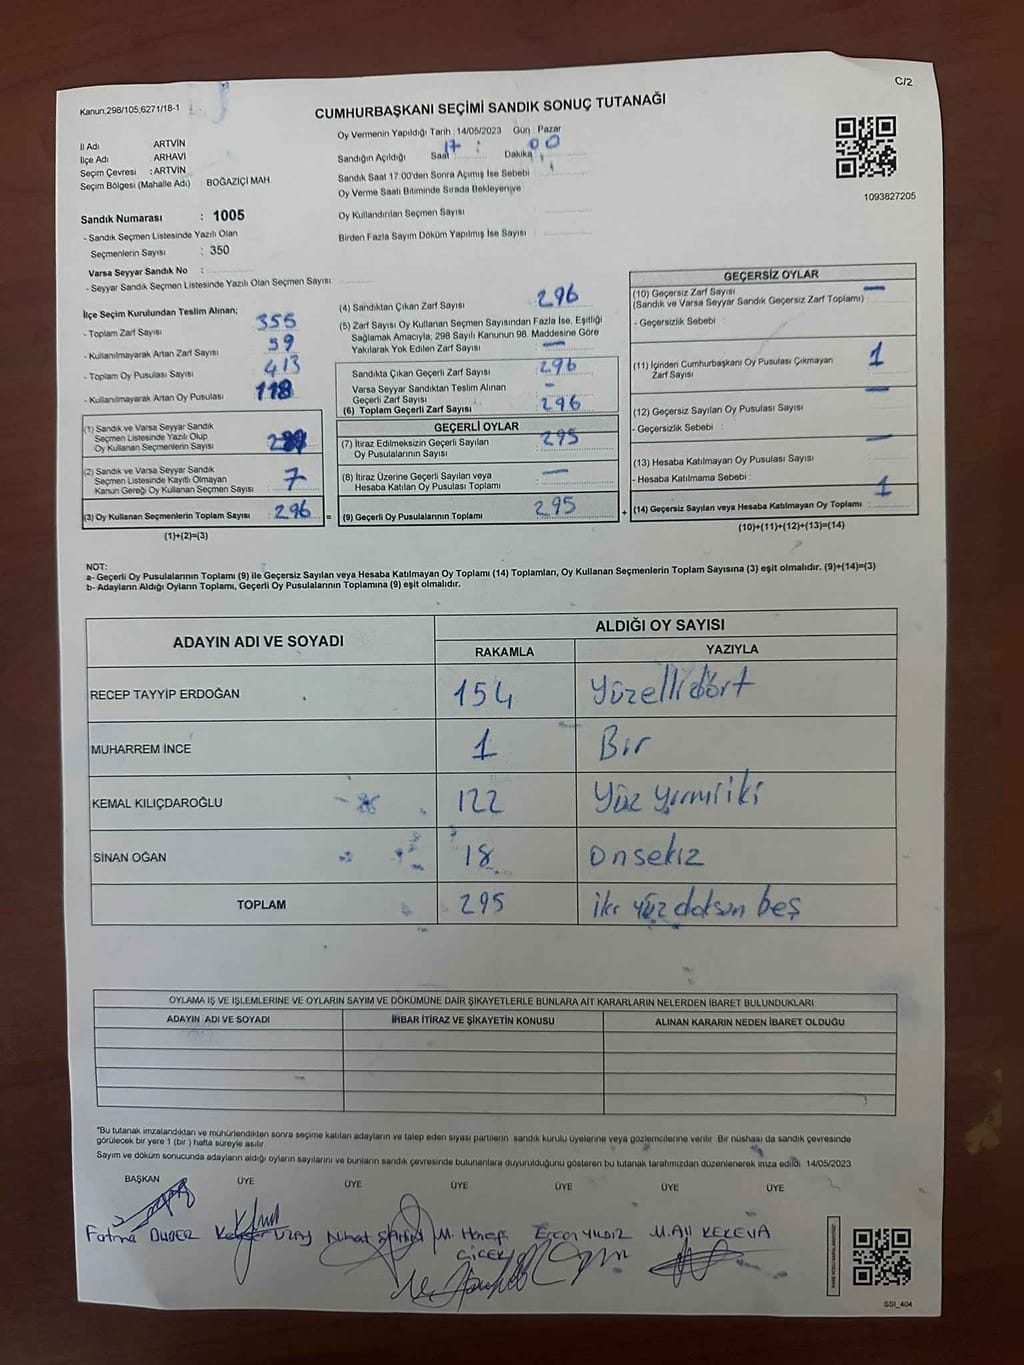 C/2
Kanun;298/105;6271/18-1
CUMHURBAŞKANI SEÇİMİ SANDIK SONUÇ TUTANAĞI
Oy Vermenin Yapıldığı Tarih : 14/05/2023 Gün : Pazar
İl Adı ARTVİN
İlçe Adı ARHAVİ
Seçim Çevresi : ARTVİN
Seçim Bölgesi (Mahalle Adı) BOĞAZİÇİ MAH.
Sandığın Açıldığı Saat 17 : Dakika : 00
Sandık Saat 17:00'den Sonra Açımış İse Sebebi
Oy Verme Saati Bitiminde Sırada Bekleyenve
Oy Kullandırılan Seçmen Sayısı
Birden Fazla Sayım Döküm Yapılmış İse Sayısı
1093827205
Sandık Numarası : 1005
- Sandık Seçmen Listesinde Yazılı Olan
Seçmenlerin Sayısı : 350
Varsa Seyyar Sandık No :
- Seyyar Sandık Seçmen Listesinde Yazılı Olan Seçmen Sayısı:
İlçe Seçim Kurulundan Teslim Alınan;
- Toplam Zarf Sayısı 355
- Kullanılmayarak Artan Zarf Sayısı 59
- Toplam Oy Pusulası Sayısı 413
- Kullanılmayarak Artan Oy Pusulası 118
(1) Sandık ve Varsa Seyyar Sandık
Seçmen Listesinde Yazılı Olup
Oy Kullanan Seçmenlerin Sayısı
(2) Sandık ve Varsa Seyyar Sandık
Seçmen Listesinde Kayıtlı Olmayan
Kanun Gereği Oy Kullanan Seçmen Sayısı : 7
(3) Oy Kullanan Seçmenlerin Toplam Sayısı : 296 =
(1)+(2)=(3)
(4) Sandıktan Çıkan Zarf Sayısı : 296
(5) Zarf Sayısı Oy Kullanan Seçmen Sayısından Fazla İse, Eşitliği
Sağlamak Amacıyla; 298 Sayılı Kanunun 98. Maddesine Göre
Yakılarak Yok Edilen Zarf Sayısı : —
Sandıkta Çıkan Geçerli Zarf Sayısı : 296
Varsa Seyyar Sandıktan Teslim Alınan
Geçerli Zarf Sayısı : -
(6) Toplam Geçerli Zarf Sayısı : 296
GEÇERLİ OYLAR
(7) İtiraz Edilmeksizin Geçerli Sayılan
Oy Pusulalarının Sayısı : 295
(8) İtiraz Üzerine Geçerli Sayılan veya
Hesaba Katılan Oy Pusulası Toplamı : —
(9) Geçerli Oy Pusulalarının Toplamı : 295 +
GEÇERSİZ OYLAR
(10) Geçersiz Zarf Sayısı —
(Sandık ve Varsa Seyyar Sandık Geçersiz Zarf Toplamı) :
- Geçersizlik Sebebi :
(11) İçinden Cumhurbaşkanı Oy Pusulası Çıkmayan
Zarf Sayısı : 1
(12) Geçersiz Sayılan Oy Pusulası Sayısı : —
- Geçersizlik Sebebi :
(13) Hesaba Katılmayan Oy Pusulası Sayısı : —
- Hesaba Katılmama Sebebi :
(14) Geçersiz Sayılan veya Hesaba Katılmayan Oy Toplamı : 1
(10)+(11)+(12)+(13)=(14)
NOT:
a- Geçerli Oy Pusulalarının Toplamı (9) ile Geçersiz Sayılan veya Hesaba Katılmayan Oy Toplamı (14) Toplamları, Oy Kullanan Seçmenlerin Toplam Sayısına (3) eşit olmalıdır. (9)+(14)=(3)
b- Adayların Aldığı Oyların Toplamı, Geçerli Oy Pusulalarının Toplamına (9) eşit olmalıdır.
ADAYIN ADI VE SOYADI ALDIĞI OY SAYISI
RAKAMLA YAZIYLA
RECEP TAYYİP ERDOĞAN 154 Yüzellidört
MUHARREM İNCE 1 Bir
KEMAL KILIÇDAROĞLU 122 Yüz yirmiiki
SİNAN OĞAN 18 Onsekiz
TOPLAM 295 iki yüz doksan beş
OYLAMA İŞ VE İŞLEMLERİNE VE OYLARIN SAYIM VE DÖKÜMÜNE DAİR ŞİKAYETLERLE BUNLARA AİT KARARLARIN NELERDEN İBARET BULUNDUKLARI
ADAYIN ADI VE SOYADI İHBAR İTİRAZ VE ŞİKAYETİN KONUSU ALINAN KARARIN NEDEN İBARET OLDUĞU
*Bu tutanak imzalandıktan ve mühürlendikten sonra seçime katılan adayların ve talep eden siyasi partilerin sandık kurulu üyelerine veya gözlemcilerine verilir. Bir nüshası da sandık çevresinde
görülecek bir yere 1 (bir ) hafta süreyle asılır.
Sayım ve döküm sonucunda adayların aldığı oyların sayılarını ve bunların sandık çevresinde bulunanlara duyurulduğunu gösteren bu tutanak tarafımızdan düzenlenerek imza edildi. 14/05/2023
BAŞKAN ÜYE ÜYE ÜYE ÜYE ÜYE ÜYE
Fatma Nihat M. Hanefi Ercan YILDIZ M. Ali KEKEVA
ÇİÇEK
SSI_404